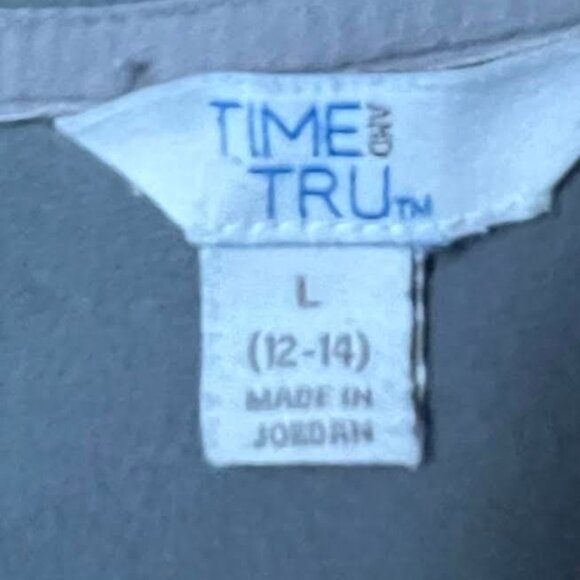 TIME AND
TRU™
L
(12-14)
MADE IN
JORDAN